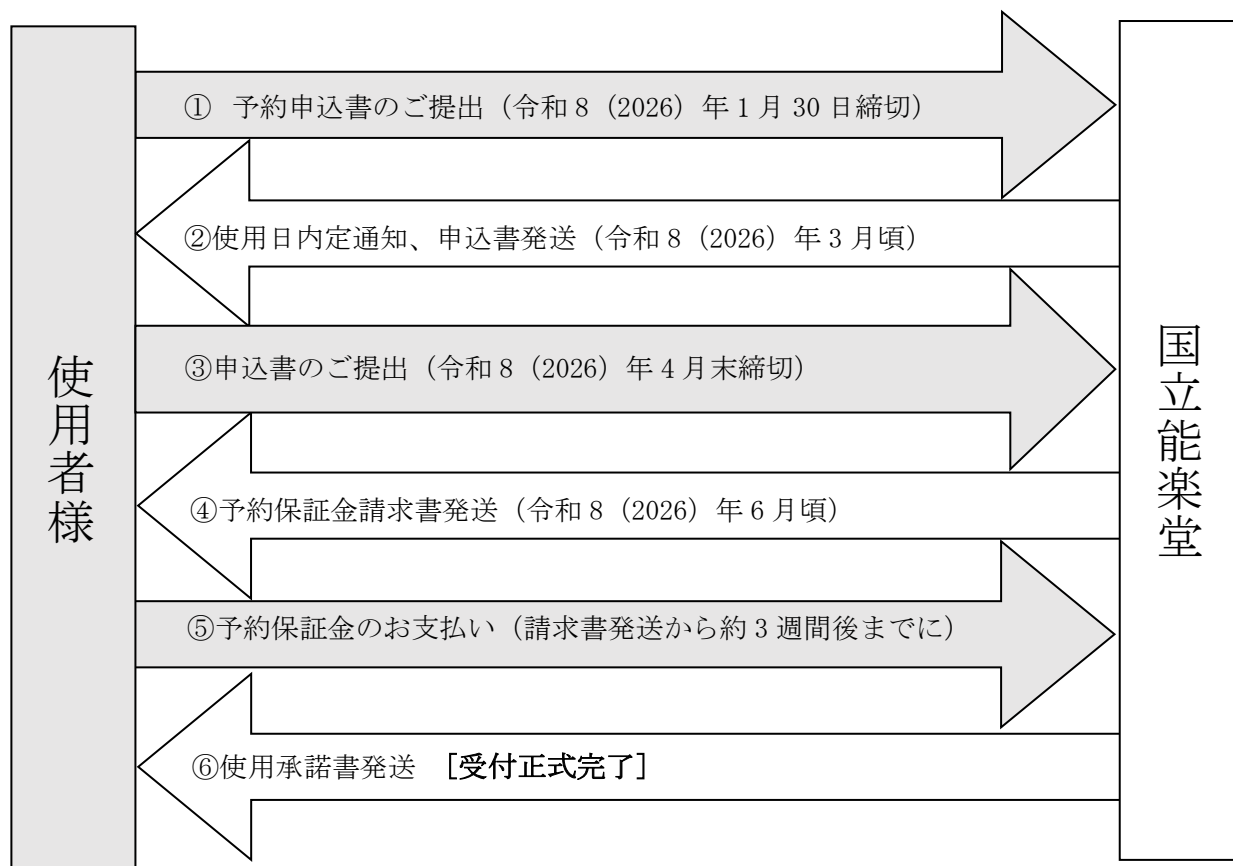 使用者様
① 予約申込書のご提出（令和8（2026）年1月30日締切）
②使用日内定通知、申込書発送（令和8（2026）年3月頃）
③申込書のご提出（令和8（2026）年4月末締切）
④予約保証金請求書発送（令和8（2026）年6月頃）
⑤予約保証金のお支払い（請求書発送から約3週間後までに）
⑥使用承諾書発送 ［受付正式完了］
国立能楽堂